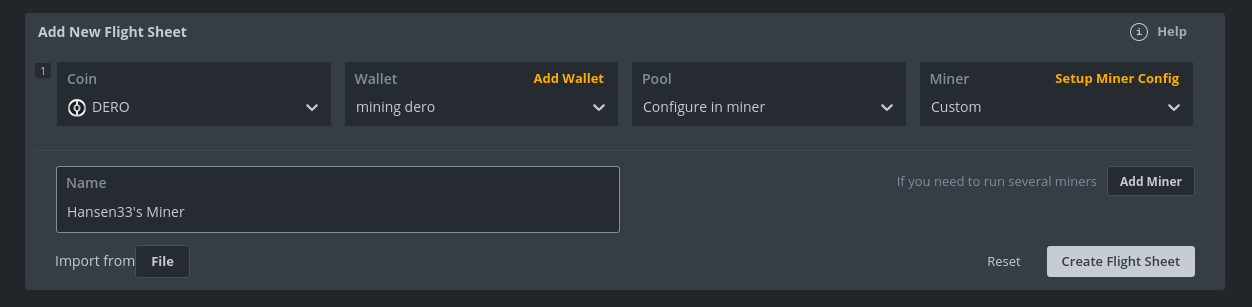 Add New Flight Sheet
Help
1
Coin
DERO
Wallet
Add Wallet
mining dero
Pool
Configure in miner
Miner
Setup Miner Config
Custom
Name
Hansen33's Miner
If you need to run several miners
Add Miner
Import from
File
Reset
Create Flight Sheet